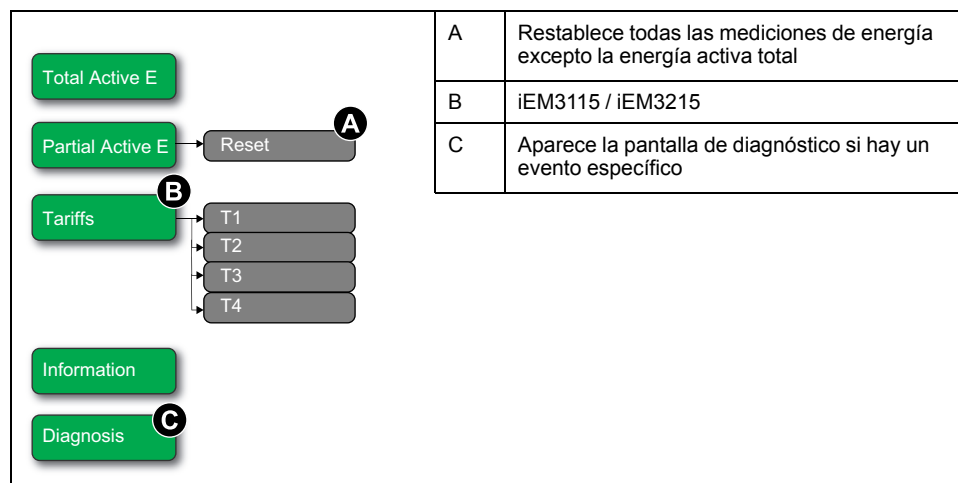 Total Active E
Partial Active E
Reset
A
B
Tariffs
T1
T2
T3
T4
Information
C
Diagnosis
A
Restablece todas las mediciones de energía
excepto la energía activa total
B
iEM3115 / iEM3215
C
Aparece la pantalla de diagnóstico si hay un
evento específico